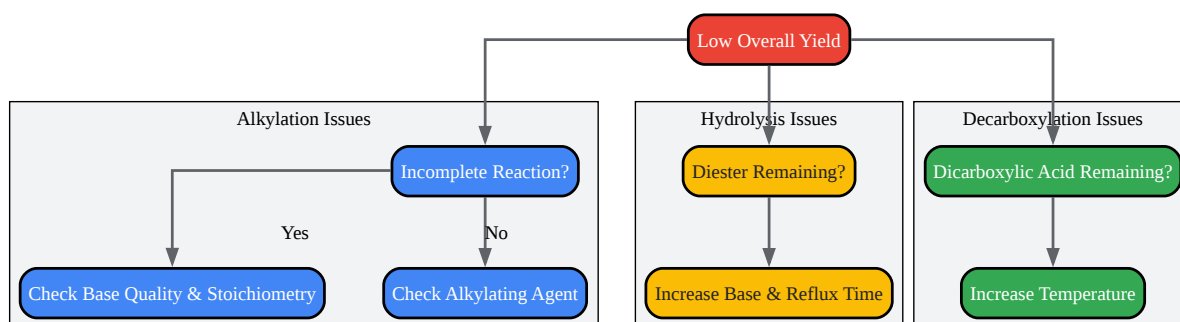 Low Overall Yield
Alkylation Issues
Hydrolysis Issues
Decarboxylation Issues
Incomplete Reaction?
Diester Remaining?
Dicarboxylic Acid Remaining?
Yes
No
Check Base Quality & Stoichiometry
Check Alkylating Agent
Increase Base & Reflux Time
Increase Temperature